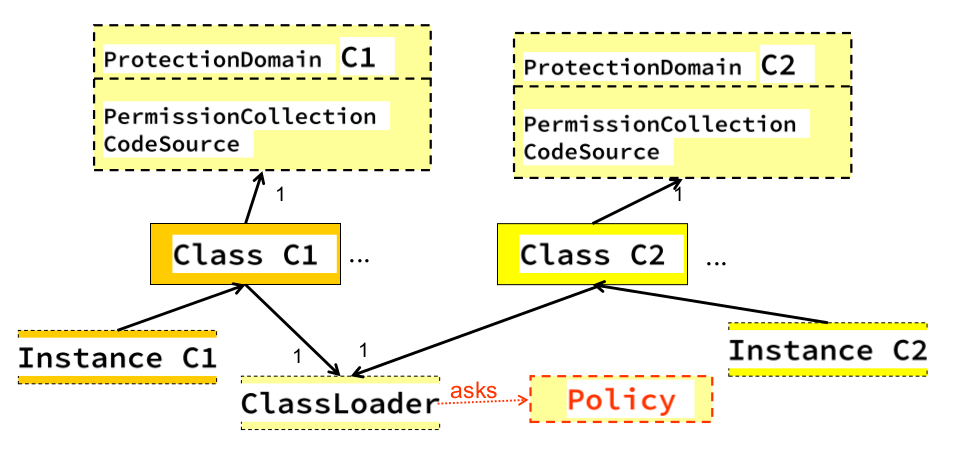 ProtectionDomain C1
PermissionCollection
CodeSource
ProtectionDomain C2
PermissionCollection
CodeSource
1
1
Class C1 ...
Class C2 ...
Instance C1
1
1
Instance C2
ClassLoader
asks
Policy